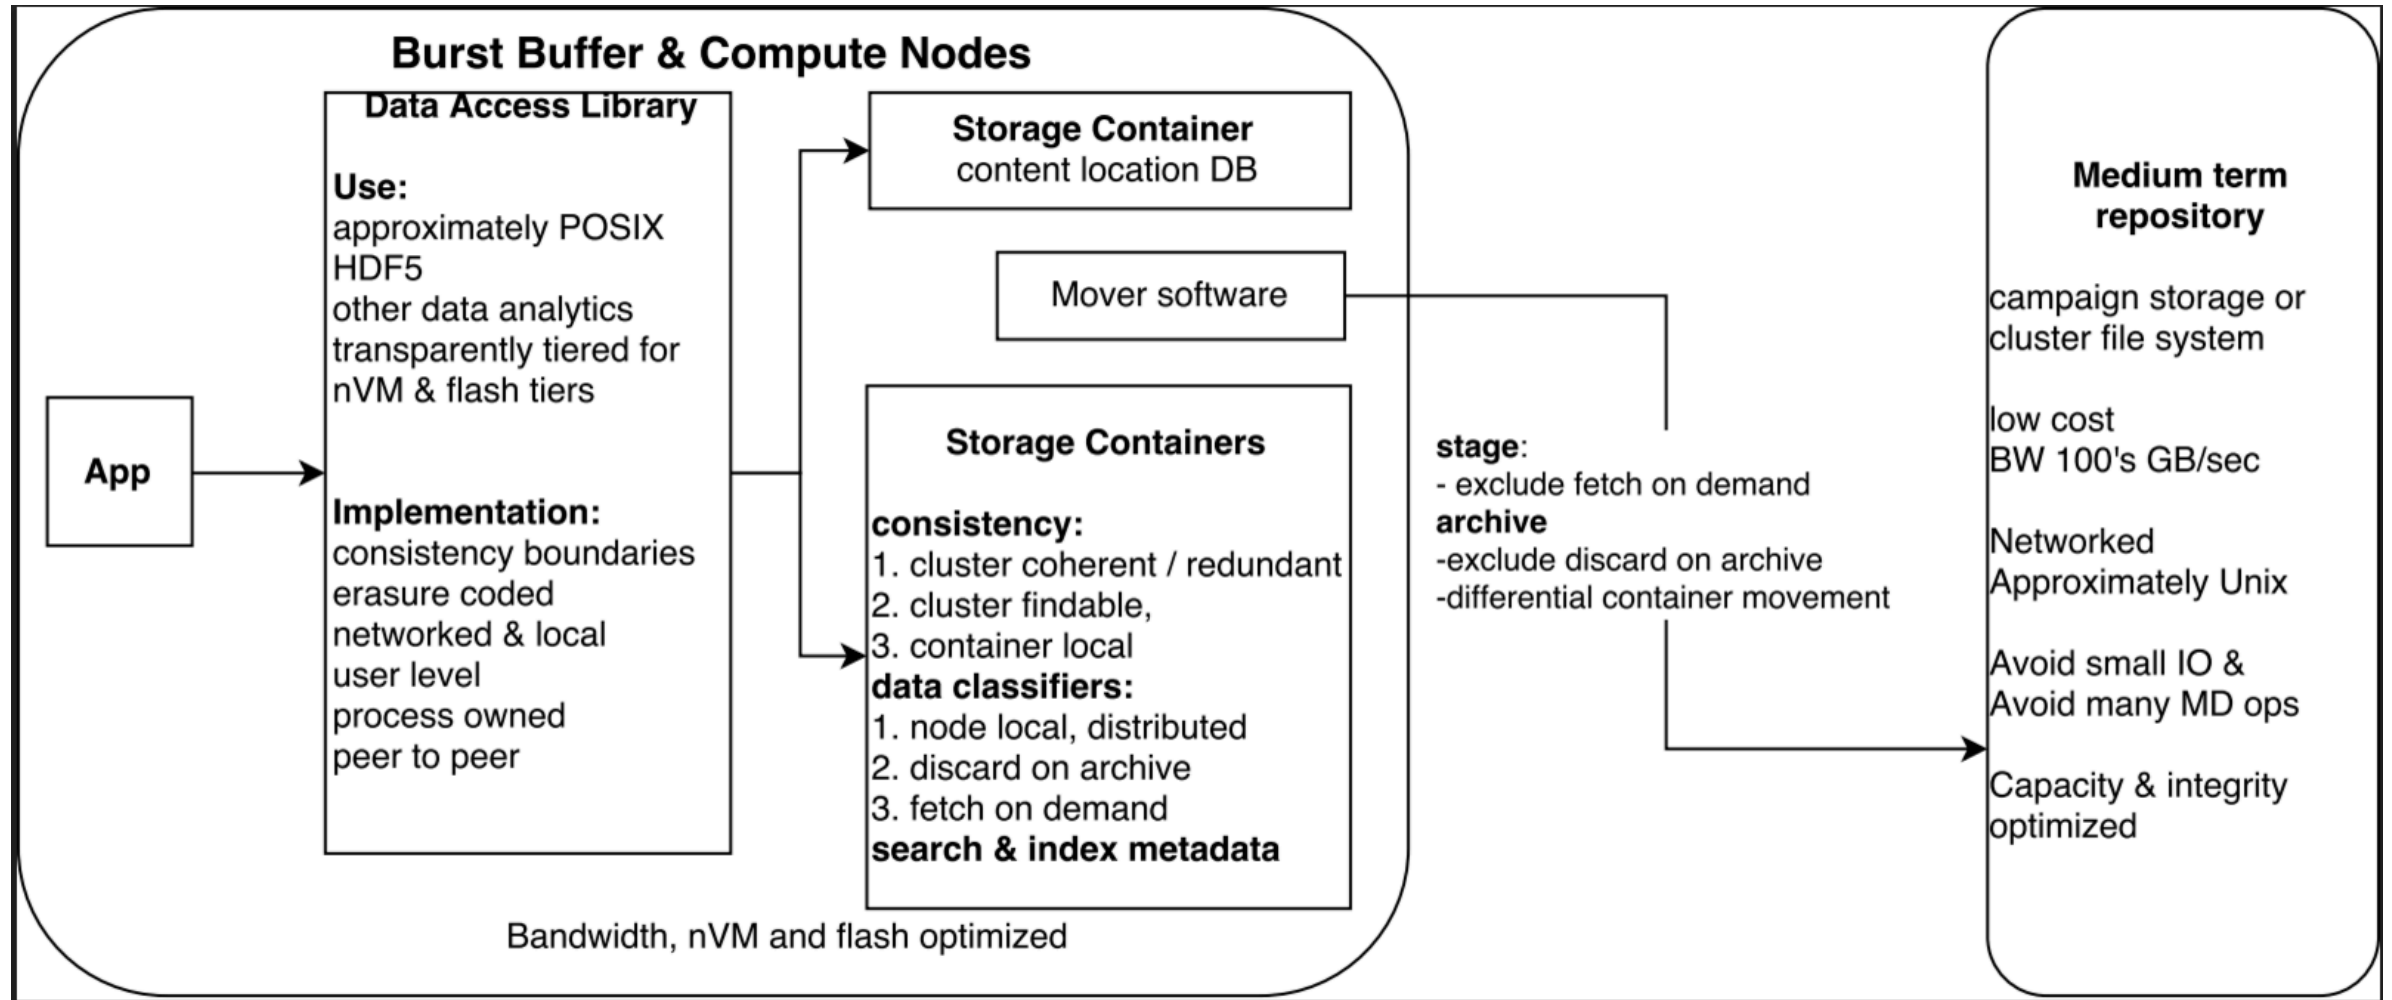 Burst Buffer & Compute Nodes
App
Data Access Library
Use:
approximately POSIX
HDF5
other data analytics
transparently tiered for
nVM & flash tiers
Implementation:
consistency boundaries
erasure coded
networked & local
user level
process owned
peer to peer
Storage Container
content location DB
Mover software
Storage Containers
consistency:
1. cluster coherent / redundant
2. cluster findable,
3. container local
data classifiers:
1. node local, distributed
2. discard on archive
3. fetch on demand
search & index metadata
Bandwidth, nVM and flash optimized
stage:
- exclude fetch on demand
archive
-exclude discard on archive
-differential container movement
Medium term
repository
campaign storage or
cluster file system
low cost
BW 100's GB/sec
Networked
Approximately Unix
Avoid small IO &
Avoid many MD ops
Capacity & integrity
optimized